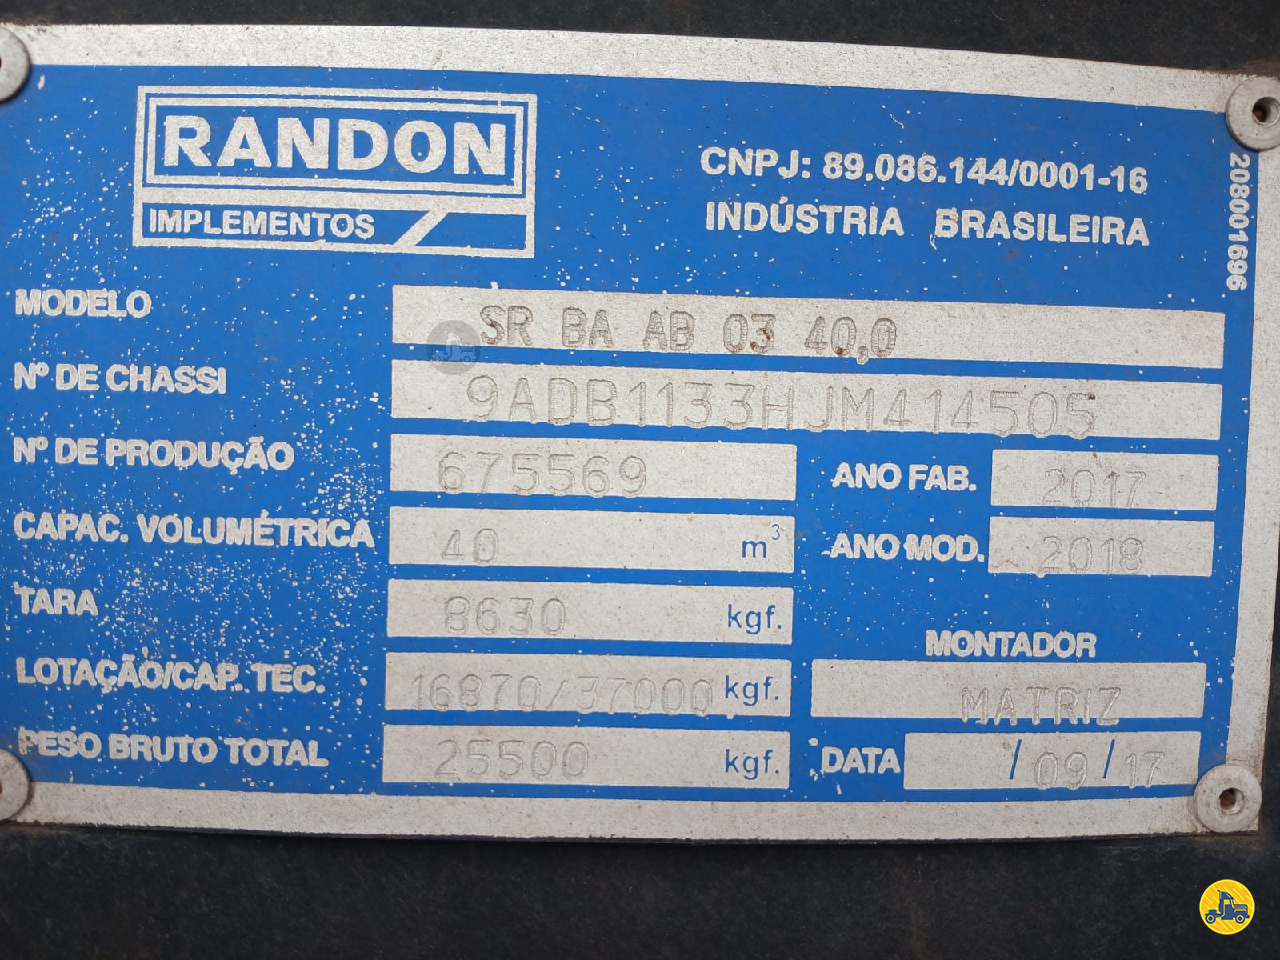 RANDON
IMPLEMENTOS
CNPJ: 89.086.144/0001-16
INDÚSTRIA BRASILEIRA
208001696
MODELO SR BA AB 03 40,0
Nº DE CHASSI 9ADB1133HJM414505
Nº DE PRODUÇÃO 675569 ANO FAB. 2017
CAPAC. VOLUMÉTRICA 40 m³ ANO MOD. 2018
TARA 8630 kgf.
MONTADOR
LOTAÇÃO/CAP. TEC. 16870/37000 kgf. MATRIZ
PESO BRUTO TOTAL 25500 kgf. DATA /09/17